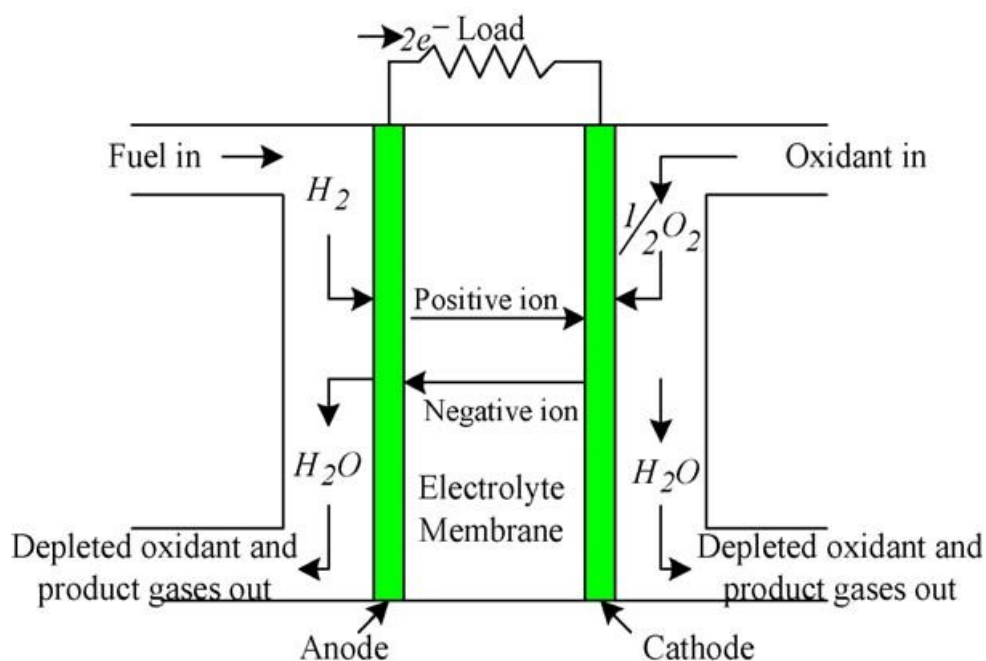 2e⁻ Load
Fuel in
Oxidant in
H₂
1/2O₂
Positive ion
Negative ion
H₂O
H₂O
Electrolyte
Membrane
Depleted oxidant and
product gases out
Depleted oxidant and
product gases out
Anode
Cathode